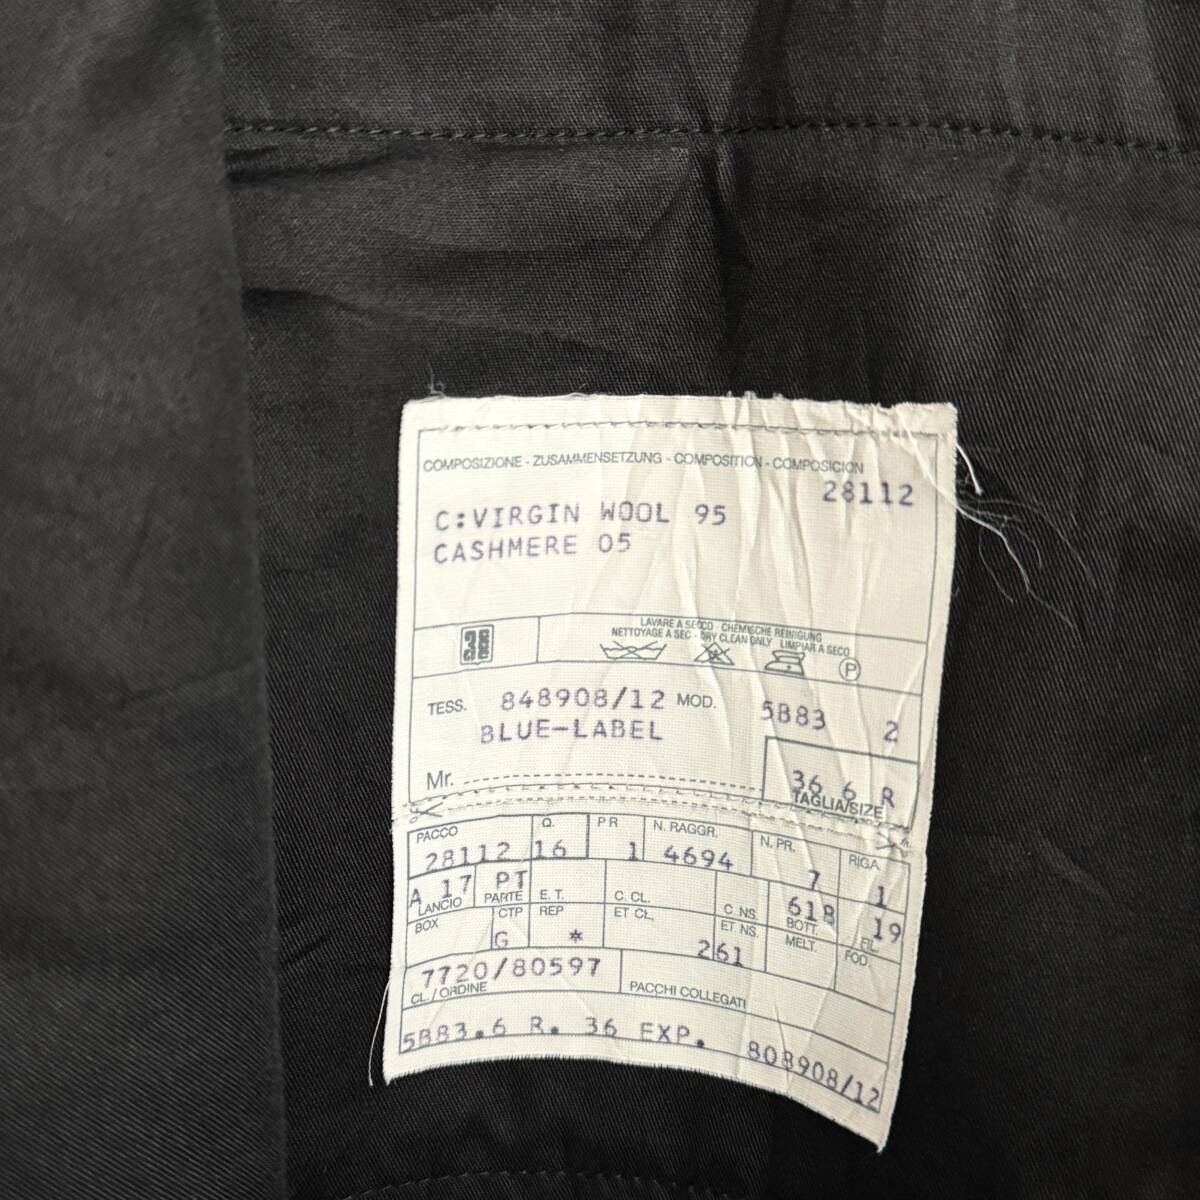 COMPOSIZIONE - ZUSAMMENSETZUNG - COMPOSITION - COMPOSICION
28112
C:VIRGIN WOOL 95
CASHMERE 05
LAVARE A SECCO - CHEMISCHE REINIGUNG
NETTOYAGE A SEC - DRY CLEAN ONLY LIMPIAR A SECO
P
TESS. 848908/12 MOD. 5B83 2
BLUE-LABEL
Mr.
36 6 R
TAGLIA/SIZE
PACCO Q. PR N. RAGGR. N. PR. RIGA
28112 16 1 4694 7 1
A 17 PT 618 19
LANCIO PARTE E. T. C. CL. C. NS. BOTT. FIL.
BOX CTP REP ET CL. ET NS. MELT. FOD.
G * 261
7720/80597
CL./ORDINE PACCHI COLLEGATI
5B83.6 R. 36 EXP. 808908/12